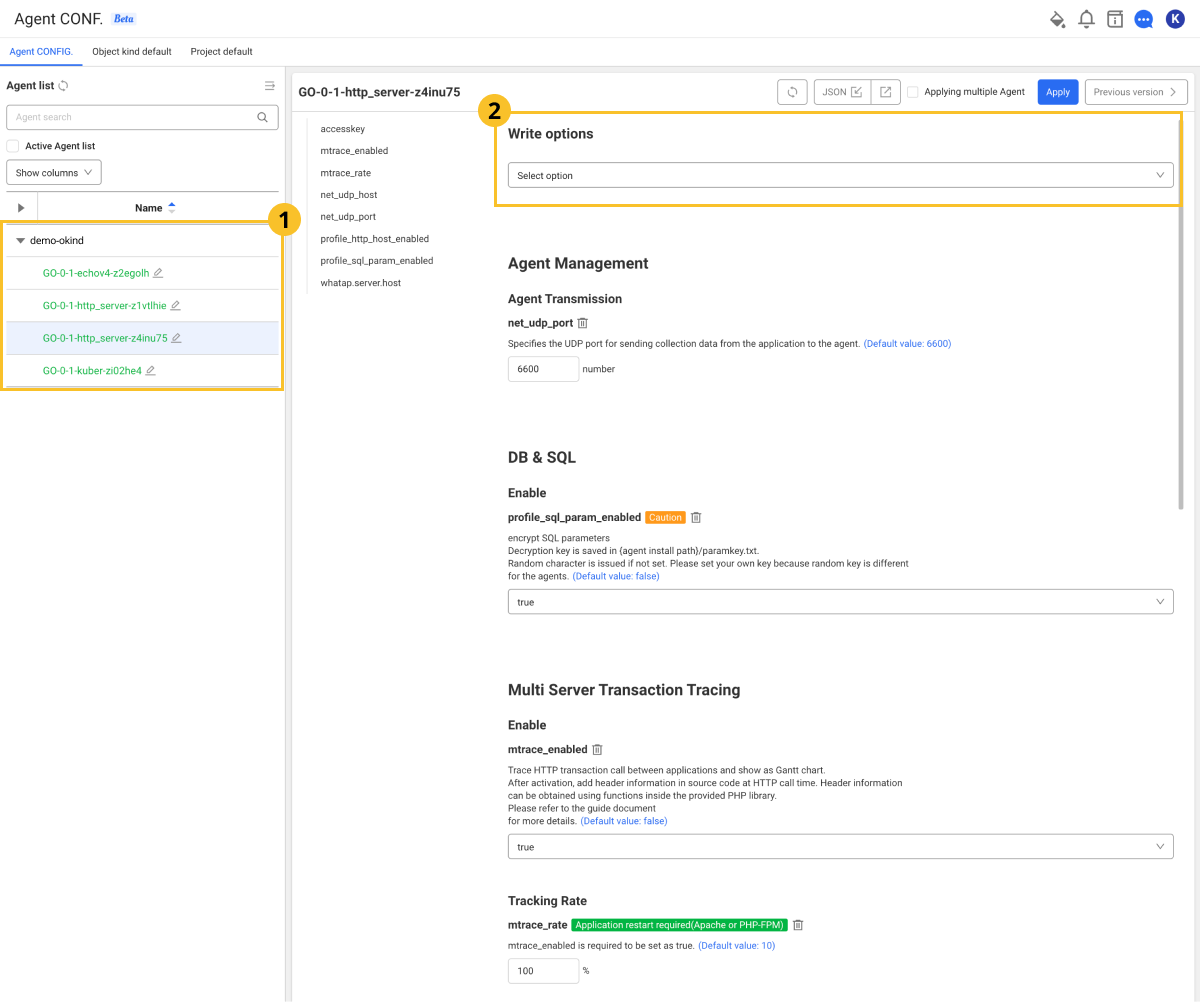 Agent CONF. Beta
K
Agent CONFIG. Object kind default Project default
Agent list
Agent search
Active Agent list
Show columns
Name
1
demo-okind
GO-0-1-echov4-z2egolh
GO-0-1-http_server-z1vtlhie
GO-0-1-http_server-z4inu75
GO-0-1-kuber-zi02he4
GO-0-1-http_server-z4inu75
JSON
Applying multiple Agent
Apply
Previous version
accesskey
mtrace_enabled
mtrace_rate
net_udp_host
net_udp_port
profile_http_host_enabled
profile_sql_param_enabled
whatap.server.host
2
Write options
Select option
Agent Management
Agent Transmission
net_udp_port
Specifies the UDP port for sending collection data from the application to the agent. (Default value: 6600)
6600 number
DB & SQL
Enable
profile_sql_param_enabled Caution
encrypt SQL parameters
Decryption key is saved in {agent install path}/paramkey.txt.
Random character is issued if not set. Please set your own key because random key is different
for the agents. (Default value: false)
true
Multi Server Transaction Tracing
Enable
mtrace_enabled
Trace HTTP transaction call between applications and show as Gantt chart.
After activation, add header information in source code at HTTP call time. Header information
can be obtained using functions inside the provided PHP library.
Please refer to the guide document
for more details. (Default value: false)
true
Tracking Rate
mtrace_rate Application restart required(Apache or PHP-FPM)
mtrace_enabled is required to be set as true. (Default value: 10)
100 %